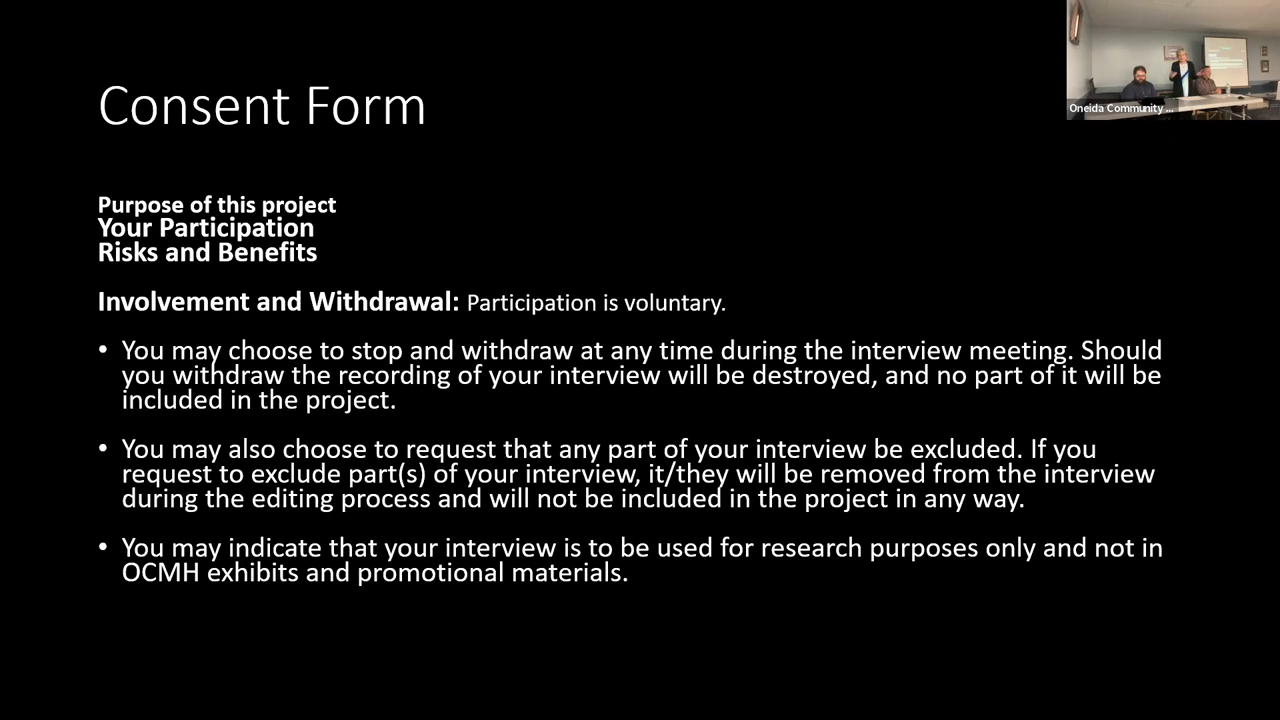 Consent Form
Oneida Community ...
Purpose of this project
Your Participation
Risks and Benefits
Involvement and Withdrawal: Participation is voluntary.
• You may choose to stop and withdraw at any time during the interview meeting. Should
you withdraw the recording of your interview will be destroyed, and no part of it will be
included in the project.
• You may also choose to request that any part of your interview be excluded. If you
request to exclude part(s) of your interview, it/they will be removed from the interview
during the editing process and will not be included in the project in any way.
• You may indicate that your interview is to be used for research purposes only and not in
OCMH exhibits and promotional materials.